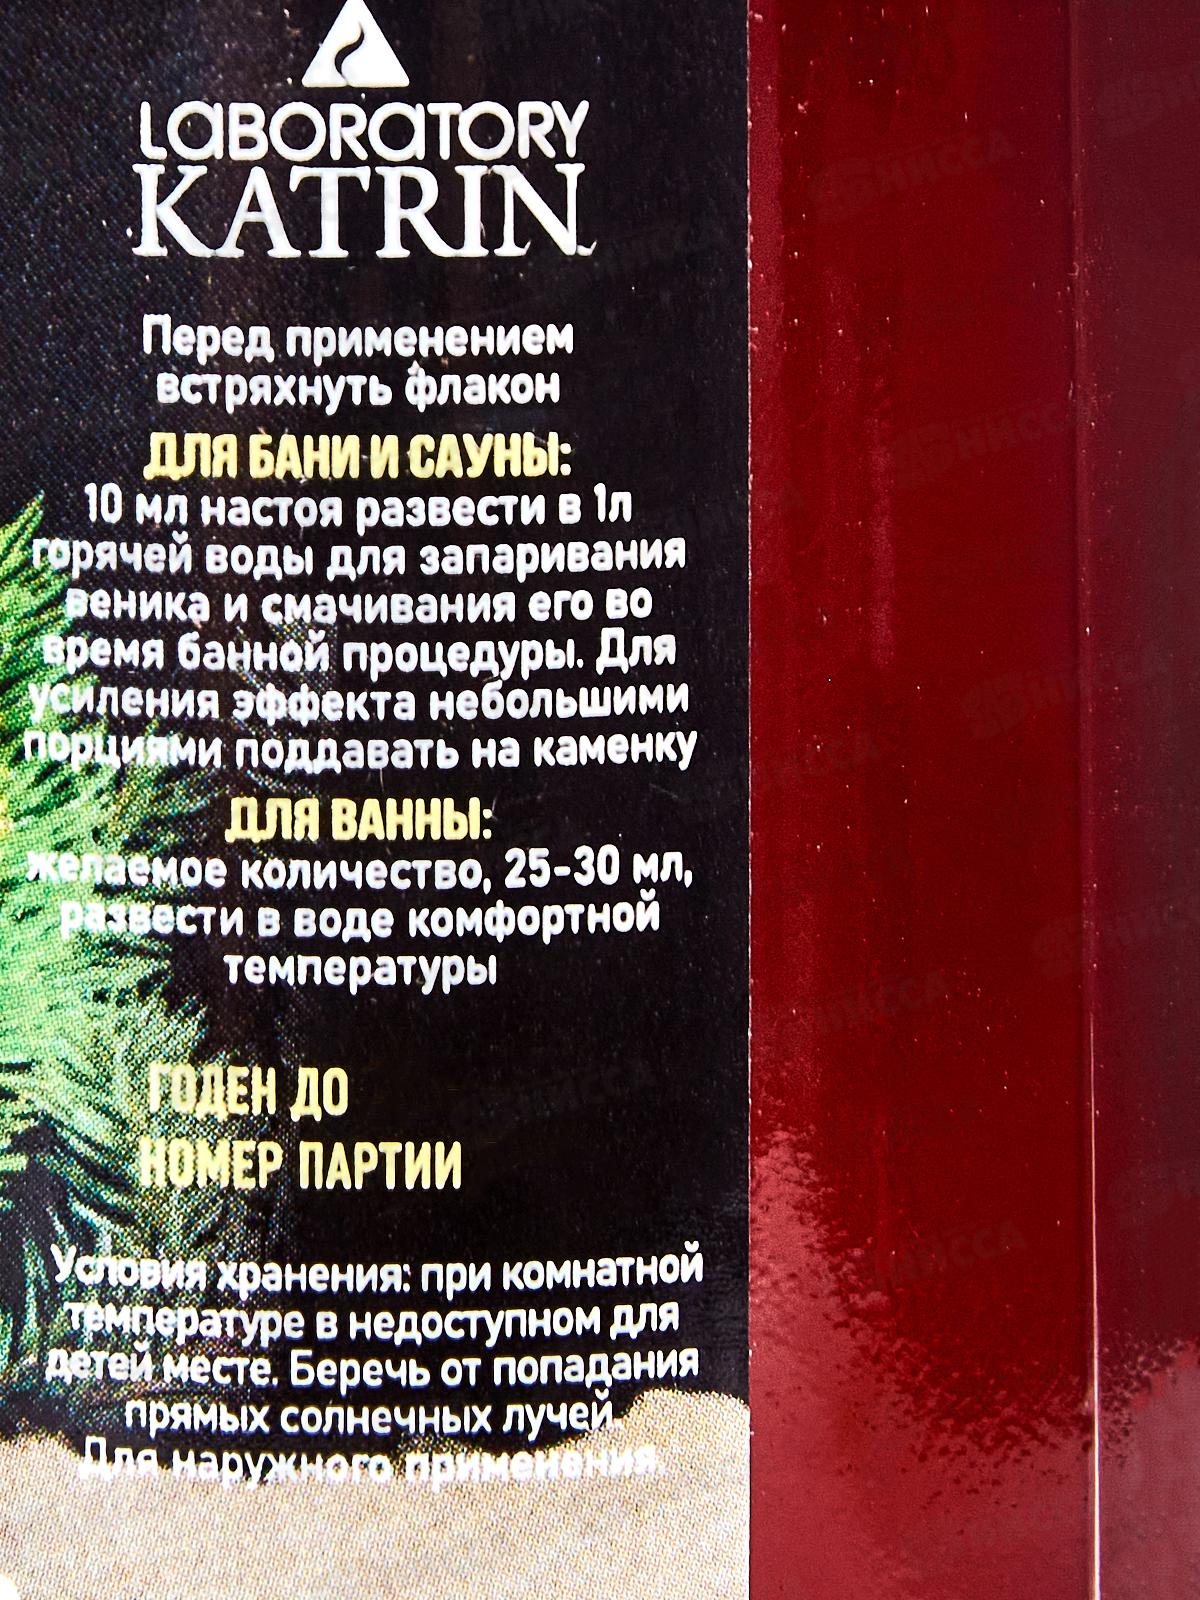 LABORATORY
KATRIN
Перед применением
встряхнуть флакон
ДЛЯ БАНИ И САУНЫ:
10 мл настоя развести в 1л
горячей воды для запаривания
веника и смачивания его во
время банной процедуры. Для
усиления эффекта небольшими
порциями поддавать на каменку
ДЛЯ ВАННЫ:
желаемое количество, 25-30 мл,
развести в воде комфортной
температуры
ГОДЕН ДО
НОМЕР ПАРТИИ
Условия хранения: при комнатной
температуре в недоступном для
детей месте. Беречь от попадания
прямых солнечных лучей.
Для наружного применения.